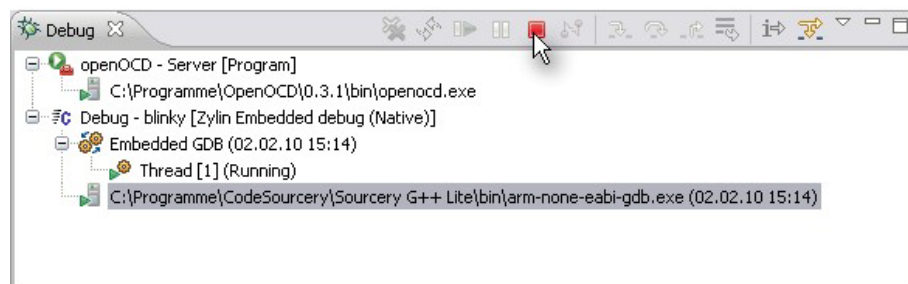 Debug
openOCD - Server [Program]
C:\Programme\OpenOCD\0.3.1\bin\openocd.exe
Debug - blinky [Zylin Embedded debug (Native)]
Embedded GDB (02.02.10 15:14)
Thread [1] (Running)
C:\Programme\CodeSourcery\Sourcery G++ Lite\bin\arm-none-eabi-gdb.exe (02.02.10 15:14)